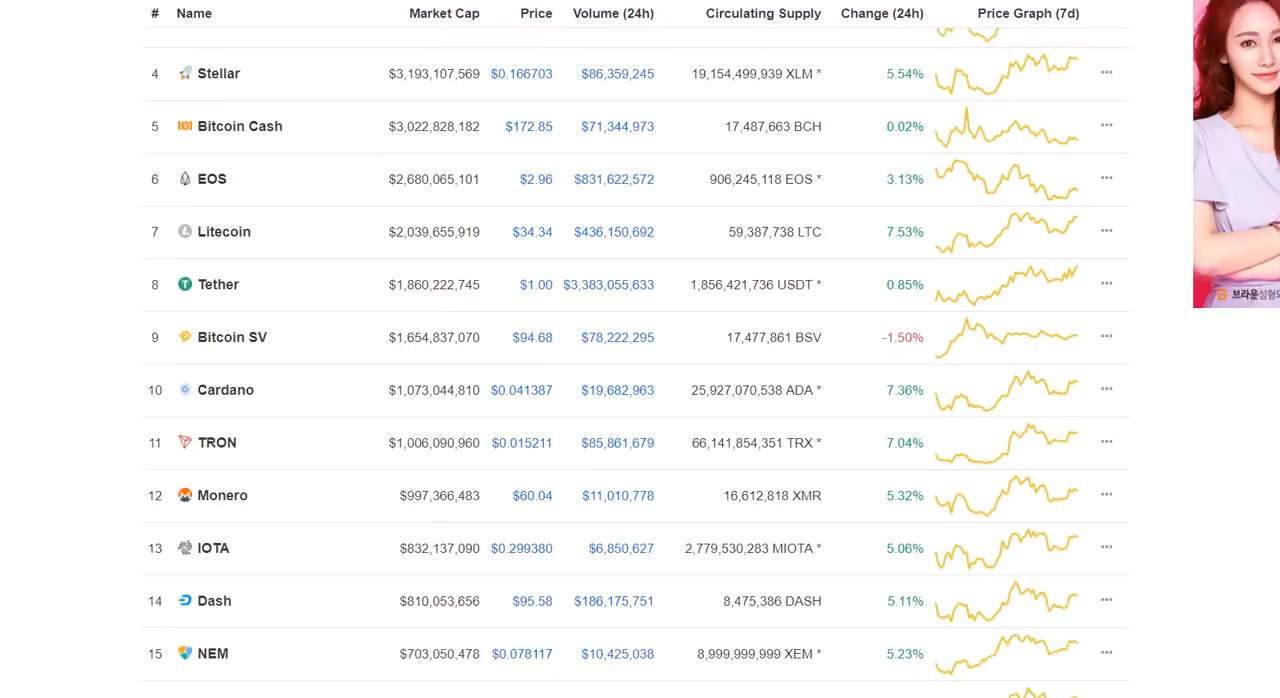 # Name Market Cap Price Volume (24h) Circulating Supply Change (24h) Price Graph (7d)
4 Stellar $3,193,107,569 $0.166703 $86,359,245 19,154,499,939 XLM * 5.54%
5 Bitcoin Cash $3,022,828,182 $172.85 $71,344,973 17,487,663 BCH 0.02%
6 EOS $2,680,065,101 $2.96 $831,622,572 906,245,118 EOS * 3.13%
7 Litecoin $2,039,655,919 $34.34 $436,150,692 59,387,738 LTC 7.53%
8 Tether $1,860,222,745 $1.00 $3,383,055,633 1,856,421,736 USDT * 0.85%
9 Bitcoin SV $1,654,837,070 $94.68 $78,222,295 17,477,861 BSV -1.50%
10 Cardano $1,073,044,810 $0.041387 $19,682,963 25,927,070,538 ADA * 7.36%
11 TRON $1,006,090,960 $0.015211 $85,861,679 66,141,854,351 TRX * 7.04%
12 Monero $997,366,483 $60.04 $11,010,778 16,612,818 XMR 5.32%
13 IOTA $832,137,090 $0.299380 $6,850,627 2,779,530,283 MIOTA * 5.06%
14 Dash $810,053,656 $95.58 $186,175,751 8,475,386 DASH 5.11%
15 NEM $703,050,478 $0.078117 $10,425,038 8,999,999,999 XEM * 5.23%
브라운성형